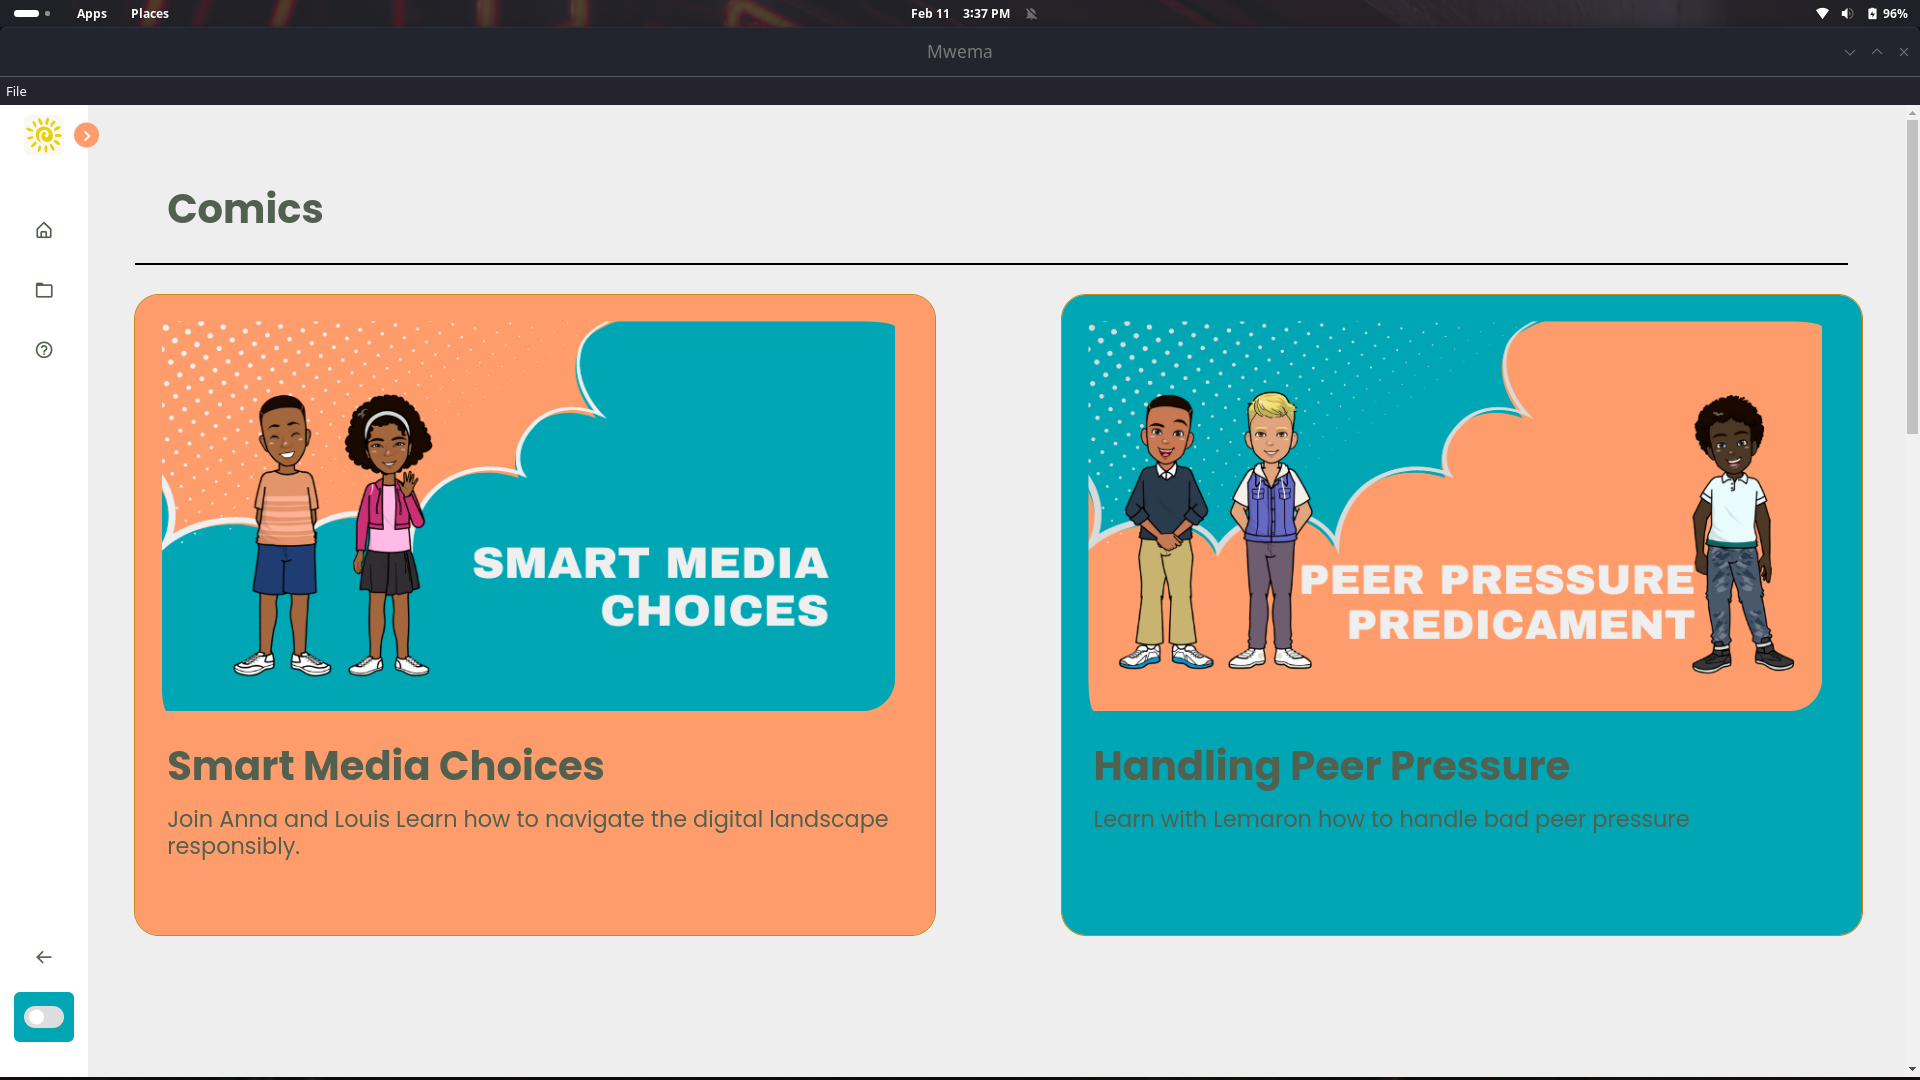 Apps Places Feb 11 3:37 PM 96%
Mwema
File
Comics
SMART MEDIA
CHOICES
Smart Media Choices
Join Anna and Louis Learn how to navigate the digital landscape
responsibly.
PEER PRESSURE
PREDICAMENT
Handling Peer Pressure
Learn with Lemaron how to handle bad peer pressure